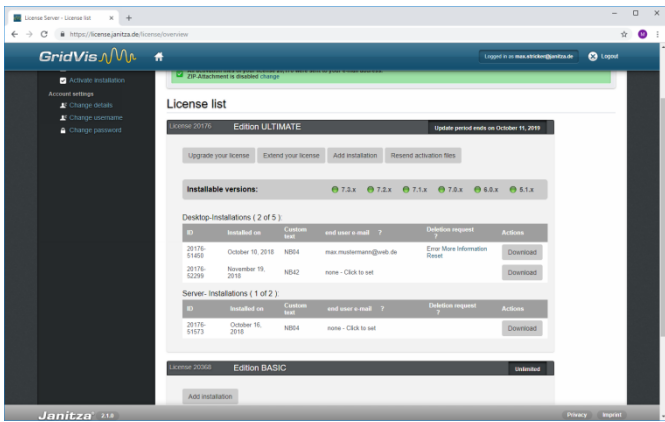 License Server - License list
https://license.janitza.de/license/overview
GridVis
Logged in as max.stricker@janitza.de
Logout
Activate installation
Account settings
Change details
Change username
Change password
ZIP-Attachment is disabled change
License list
License 20176 Edition ULTIMATE Update period ends on October 11, 2019
Upgrade your license Extend your license Add installation Resend activation files
Installable versions: 7.3.x 7.2.x 7.1.x 7.0.x 6.0.x 5.1.x
Desktop-Installations ( 2 of 5 ):
ID Installed on Custom text end user e-mail ? Deletion request ? Actions
20176-51450 October 10, 2018 NB04 max.mustermann@web.de Error More Information Reset Download
20176-52299 November 19, 2018 NB42 none - Click to set Download
Server- Installations ( 1 of 2 ):
ID Installed on Custom text end user e-mail ? Deletion request ? Actions
20176-51573 October 16, 2018 NB04 none - Click to set Download
License 20368 Edition BASIC Unlimited
Add installation
Janitza 2.1.0 Privacy Imprint